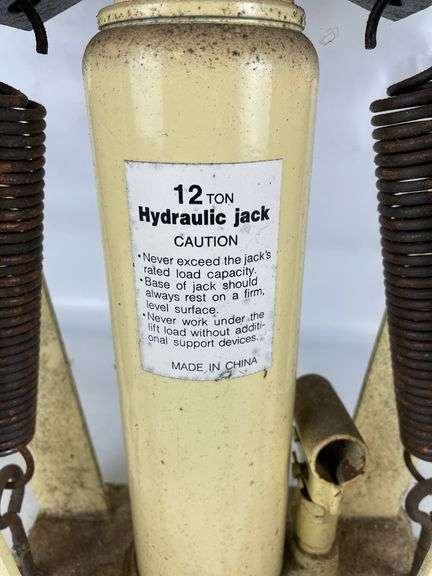 12 TON
Hydraulic jack
CAUTION
•Never exceed the jack's
rated load capacity.
•Base of jack should
always rest on a firm,
level surface.
•Never work under the
lift load without additi-
onal support devices.
MADE IN CHINA